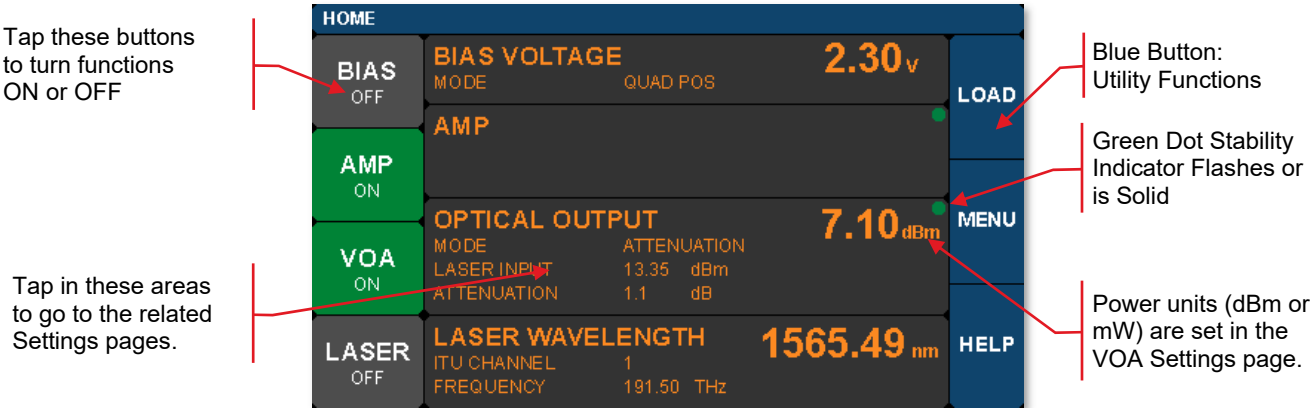 Tap these buttons
to turn functions
ON or OFF
Tap in these areas
to go to the related
Settings pages.
HOME
BIAS
OFF
AMP
ON
VOA
ON
LASER
OFF
BIAS VOLTAGE 2.30 V
MODE QUAD POS
AMP
OPTICAL OUTPUT 7.10 dBm
MODE ATTENUATION
LASER INPUT 13.35 dBm
ATTENUATION 1.1 dB
LASER WAVELENGTH 1565.49 nm
ITU CHANNEL 1
FREQUENCY 191.50 THz
LOAD
MENU
HELP
Blue Button:
Utility Functions
Green Dot Stability
Indicator Flashes or
is Solid
Power units (dBm or
mW) are set in the
VOA Settings page.